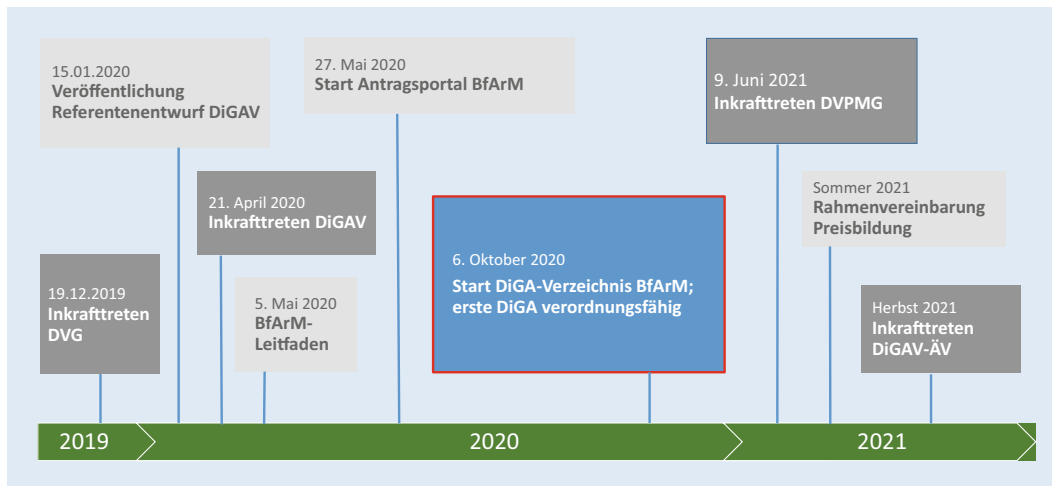 15.01.2020
Veröffentlichung
Referentenentwurf DiGAV
27. Mai 2020
Start Antragsportal BfArM
9. Juni 2021
Inkrafttreten DVPMG
21. April 2020
Inkrafttreten DiGAV
Sommer 2021
Rahmenvereinbarung
Preisbildung
6. Oktober 2020
Start DiGA-Verzeichnis BfArM;
erste DiGA verordnungsfähig
19.12.2019
Inkrafttreten
DVG
5. Mai 2020
BfArM-
Leitfaden
Herbst 2021
Inkrafttreten
DiGAV-ÄV
2019
2020
2021